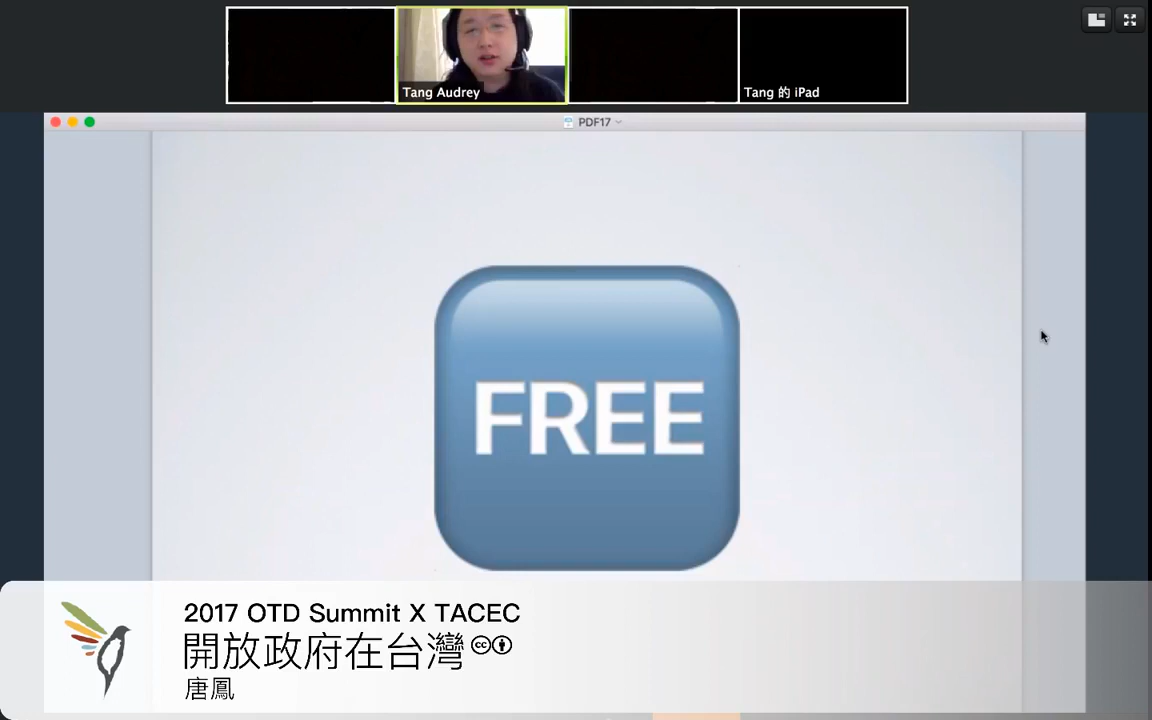 Tang Audrey
Tang 的 iPad
PDF17
FREE
2017 OTD Summit X TACEC
開放政府在台灣
cc
唐鳳